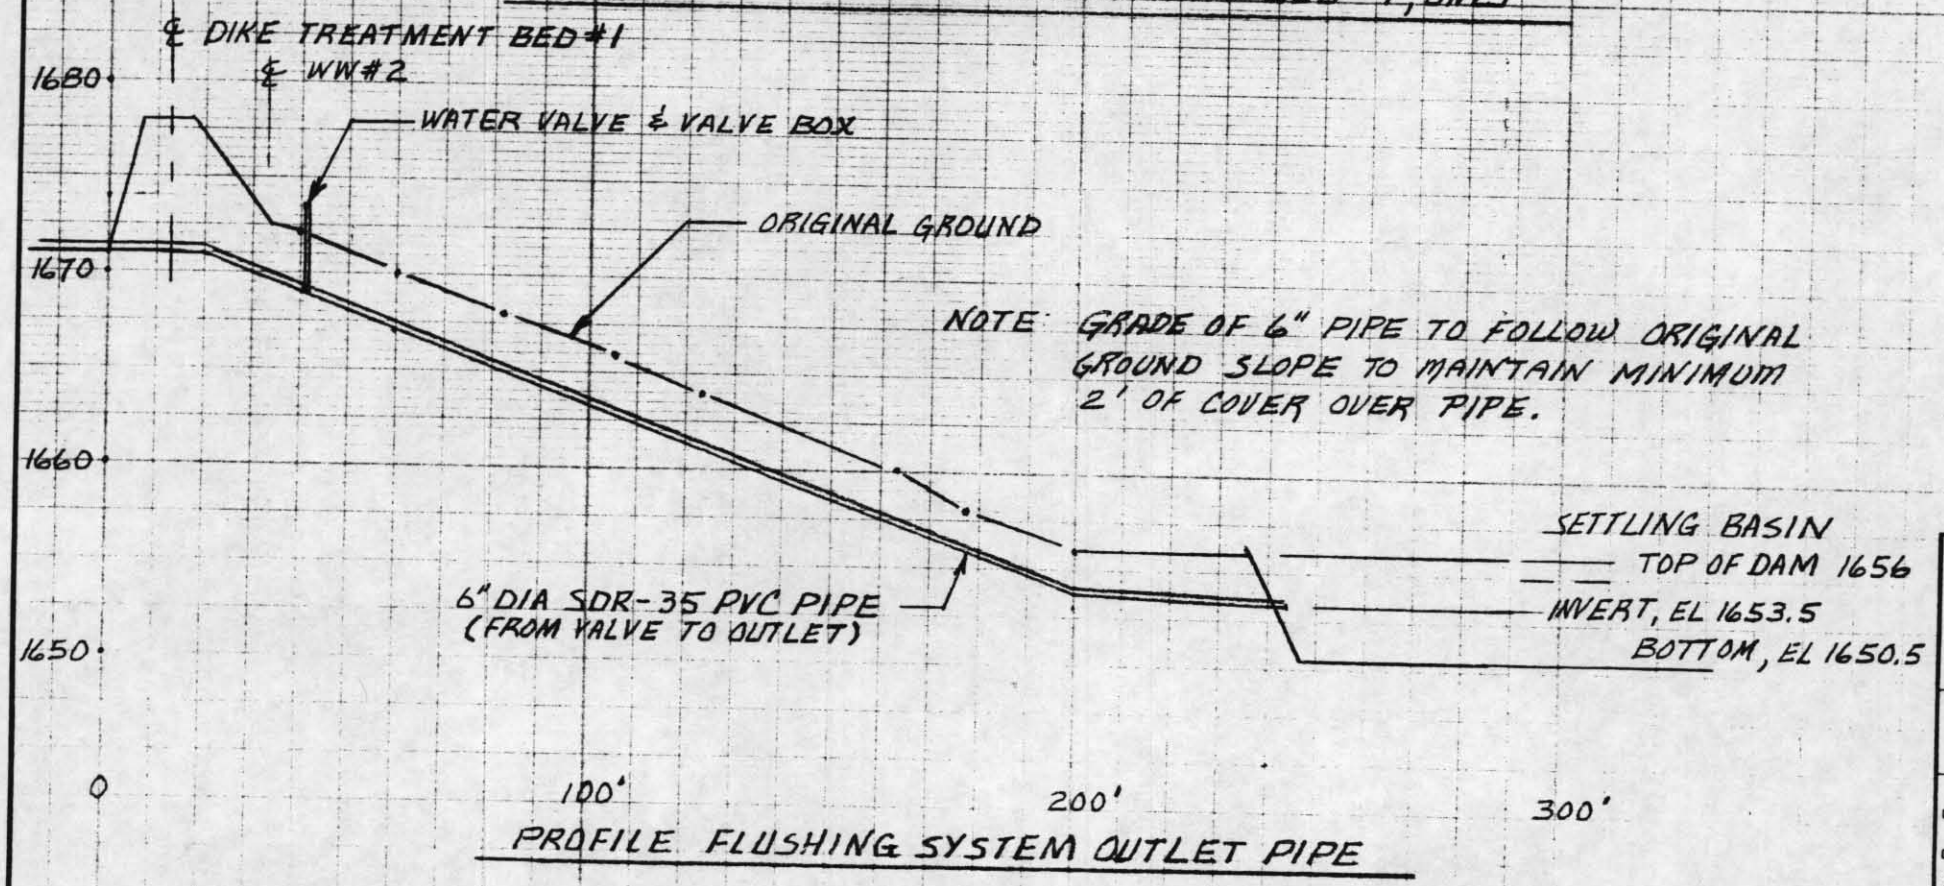 ℄ DIKE TREATMENT BED #1
℄ WW#2
1680
WATER VALVE & VALVE BOX
ORIGINAL GROUND
1670
NOTE: GRADE OF 6" PIPE TO FOLLOW ORIGINAL
GROUND SLOPE TO MAINTAIN MINIMUM
2' OF COVER OVER PIPE.
1660
SETTLING BASIN
TOP OF DAM 1656
6" DIA SDR-35 PVC PIPE
(FROM VALVE TO OUTLET)
INVERT, EL 1653.5
1650
BOTTOM, EL 1650.5
0
100'
200'
300'
PROFILE FLUSHING SYSTEM OUTLET PIPE